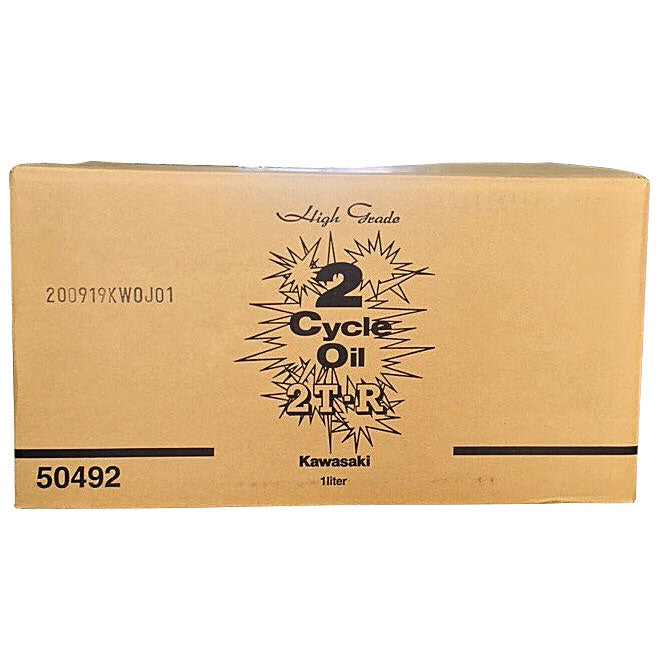 High Grade
2
Cycle
Oil
2T-R
200919KW0J01
Kawasaki
1liter
50492